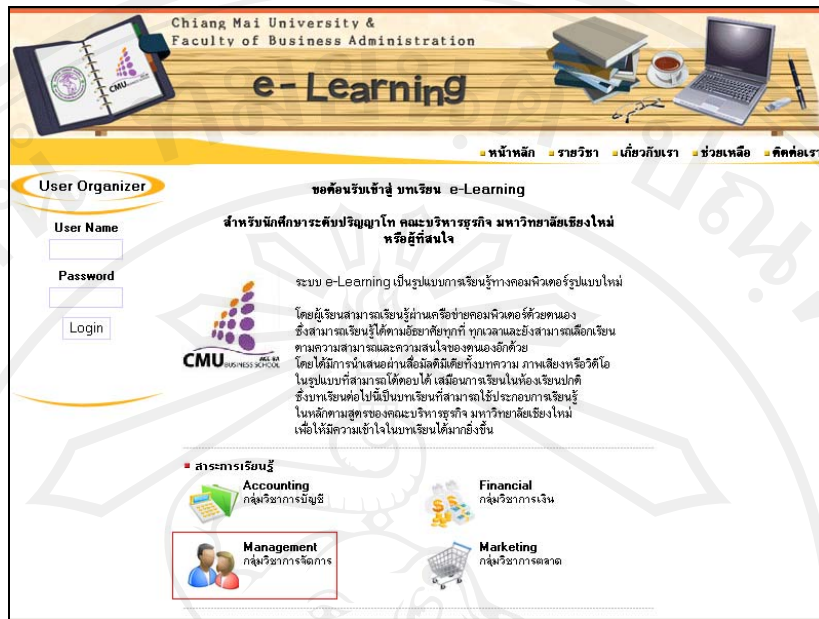 Chiang Mai University &
Faculty of Business Administration
e-Learning
CMU
หน้าหลัก รายวิชา เกี่ยวกับเรา ช่วยเหลือ ติดต่อเรา
User Organizer
User Name
Password
Login
ขอต้อนรับเข้าสู่ บทเรียน e-Learning
สำหรับนักศึกษาระดับปริญญาโท คณะบริหารธุรกิจ มหาวิทยาลัยเชียงใหม่
หรือผู้ที่สนใจ
CMU
BUSINESS SCHOOL
ระบบ e-Learning เป็นรูปแบบการเรียนรู้ทางคอมพิวเตอร์รูปแบบใหม่
โดยผู้เรียนสามารถเรียนรู้ผ่านเครือข่ายคอมพิวเตอร์ด้วยตนเอง
ซึ่งสามารถเรียนรู้ได้ตามอัธยาศัยทุกที่ ทุกเวลาและยังสามารถเลือกเรียน
ตามความสามารถและความสนใจของตนเองอีกด้วย
โดยได้มีการนำเสนอผ่านสื่อมัลติมีเดียทั้งบทความ ภาพเสียงหรือวิดีโอ
ในรูปแบบที่สามารถโต้ตอบได้ เสมือนการเรียนในห้องเรียนปกติ
ซึ่งบทเรียนต่อไปนี้เป็นบทเรียนที่สามารถใช้ประกอบการเรียนรู้
ในหลักตามสูตรของคณะบริหารธุรกิจ มหาวิทยาลัยเชียงใหม่
เพื่อให้มีความเข้าใจในบทเรียนได้มากยิ่งขึ้น
สาระการเรียนรู้
Accounting
กลุ่มวิชาการบัญชี
Financial
กลุ่มวิชาการเงิน
Management
กลุ่มวิชาการจัดการ
Marketing
กลุ่มวิชาการตลาด